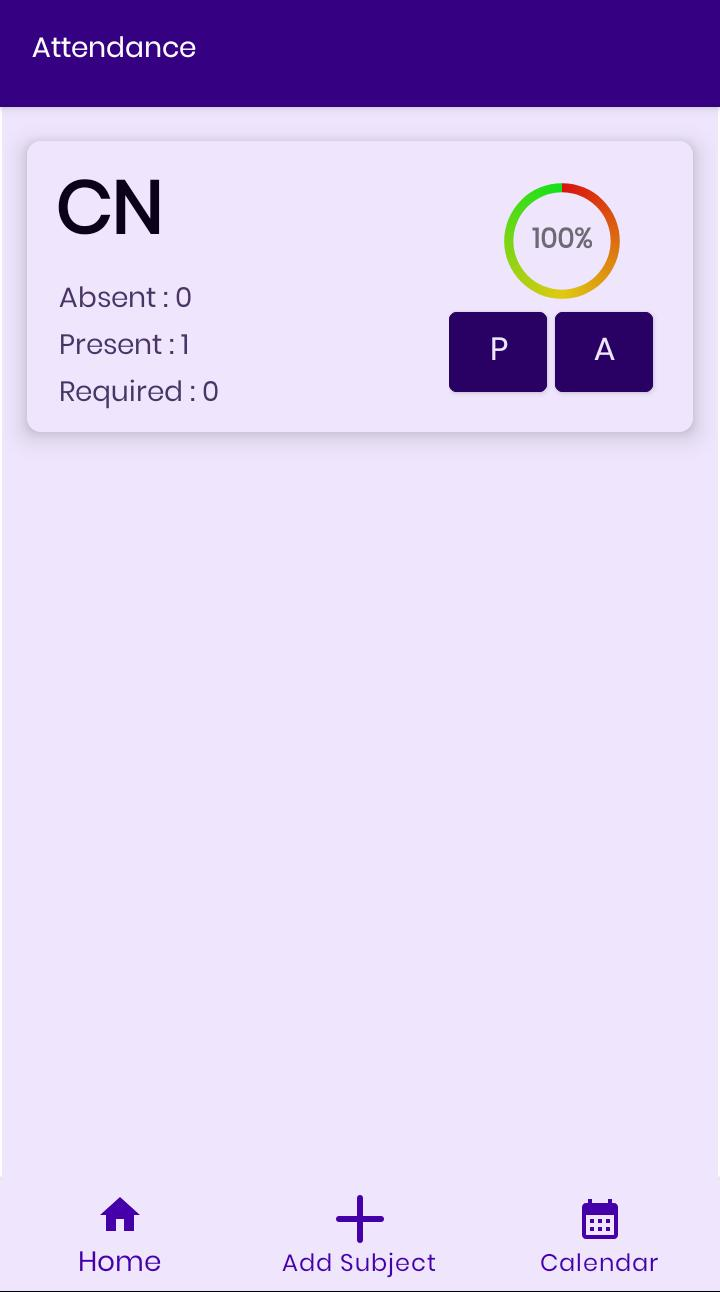 Attendance
CN
100%
Absent : 0
Present : 1
Required : 0
P
A
Home
Add Subject
Calendar